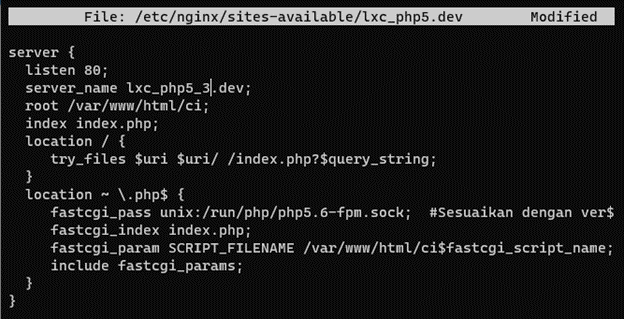 File: /etc/nginx/sites-available/lxc_php5.dev Modified
server {
listen 80;
server_name lxc_php5_3.dev;
root /var/www/html/ci;
index index.php;
location / {
try_files $uri $uri/ /index.php?$query_string;
}
location ~ \.php$ {
fastcgi_pass unix:/run/php/php5.6-fpm.sock; #Sesuaikan dengan ver$
fastcgi_index index.php;
fastcgi_param SCRIPT_FILENAME /var/www/html/ci$fastcgi_script_name;
include fastcgi_params;
}
}